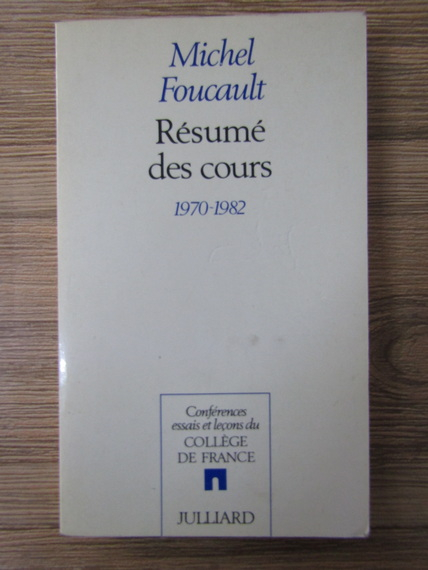 Michel
Foucault
Résumé
des cours
1970-1982
Conférences
essais et leçons du
COLLÈGE
DE FRANCE
JULLIARD